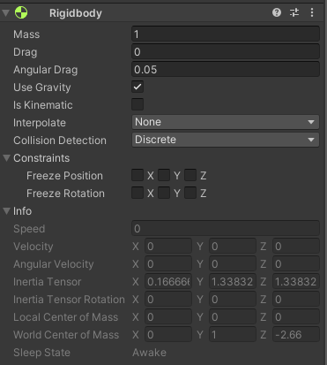 Rigidbody
Mass 1
Drag 0
Angular Drag 0.05
Use Gravity
Is Kinematic
Interpolate None
Collision Detection Discrete
Constraints
Freeze Position X Y Z
Freeze Rotation X Y Z
Info
Speed 0
Velocity X 0 Y 0 Z 0
Angular Velocity X 0 Y 0 Z 0
Inertia Tensor X 0.16666 Y 1.33832 Z 1.33832
Inertia Tensor Rotation X 0 Y 0 Z 0
Local Center of Mass X 0 Y 0 Z 0
World Center of Mass X 0 Y 1 Z -2.66
Sleep State Awake